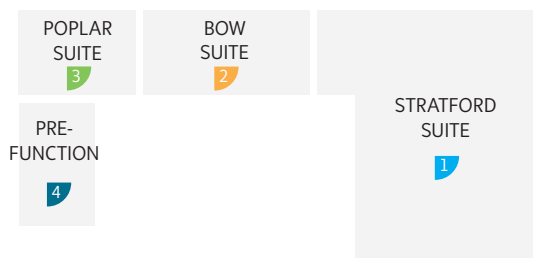 POPLAR
SUITE
3
BOW
SUITE
2
STRATFORD
SUITE
1
PRE-
FUNCTION
4